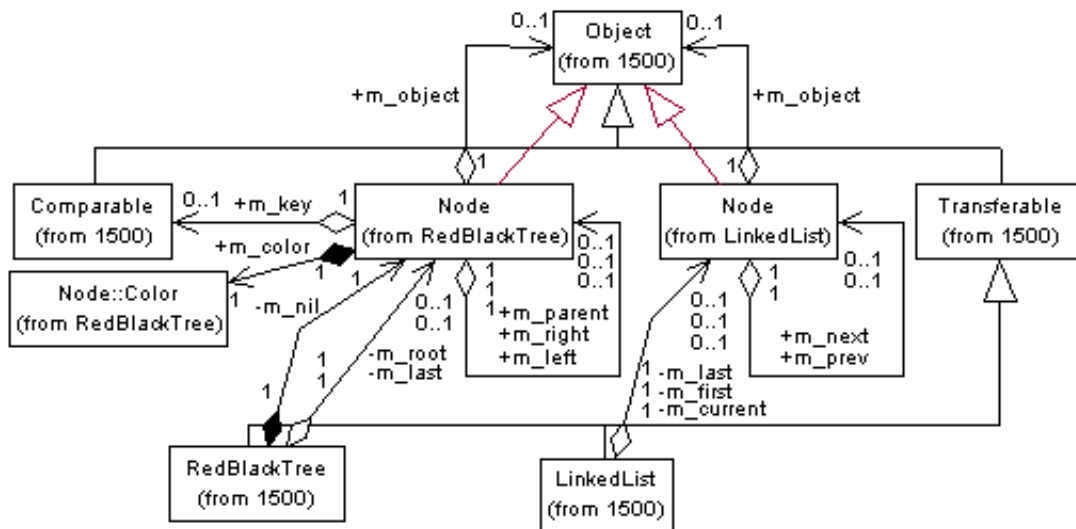 0..1
Object
(from 1500)
0..1
+m_object
+m_object
1
1
Comparable
(from 1500)
0..1
+m_key
1
Node
(from RedBlackTree)
Node
(from LinkedList)
Transferable
(from 1500)
+m_color
1
1
Node::Color
(from RedBlackTree)
-m_nil
1
0..1
0..1
1
1
1
0..1
0..1
0..1
+m_parent
+m_right
+m_left
0..1
0..1
0..1
1
1
0..1
0..1
+m_next
+m_prev
1
1
1
-m_root
-m_last
1 -m_last
1 -m_first
1 -m_current
RedBlackTree
(from 1500)
LinkedList
(from 1500)